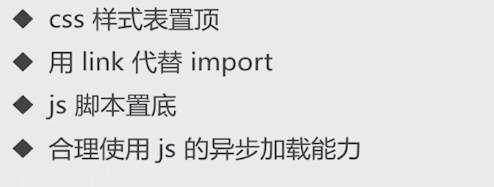 ◆ css 样式表置顶
◆ 用 link 代替 import
◆ js 脚本置底
◆ 合理使用 js 的异步加载能力